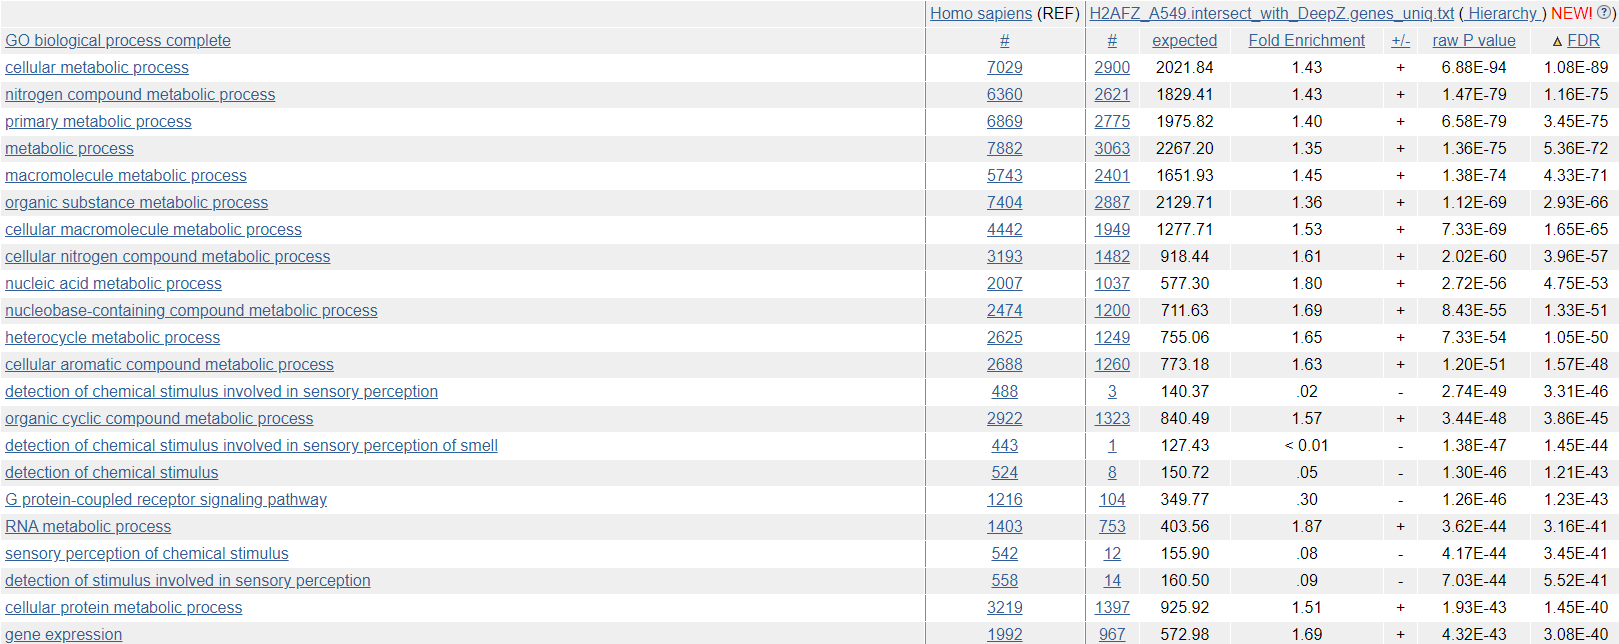 Homo sapiens (REF) H2AFZ_A549.intersect_with_DeepZ.genes_uniq.txt ( Hierarchy ) NEW! ?)
GO biological process complete # # expected Fold Enrichment +/- raw P value △ FDR
cellular metabolic process 7029 2900 2021.84 1.43 + 6.88E-94 1.08E-89
nitrogen compound metabolic process 6360 2621 1829.41 1.43 + 1.47E-79 1.16E-75
primary metabolic process 6869 2775 1975.82 1.40 + 6.58E-79 3.45E-75
metabolic process 7882 3063 2267.20 1.35 + 1.36E-75 5.36E-72
macromolecule metabolic process 5743 2401 1651.93 1.45 + 1.38E-74 4.33E-71
organic substance metabolic process 7404 2887 2129.71 1.36 + 1.12E-69 2.93E-66
cellular macromolecule metabolic process 4442 1949 1277.71 1.53 + 7.33E-69 1.65E-65
cellular nitrogen compound metabolic process 3193 1482 918.44 1.61 + 2.02E-60 3.96E-57
nucleic acid metabolic process 2007 1037 577.30 1.80 + 2.72E-56 4.75E-53
nucleobase-containing compound metabolic process 2474 1200 711.63 1.69 + 8.43E-55 1.33E-51
heterocycle metabolic process 2625 1249 755.06 1.65 + 7.33E-54 1.05E-50
cellular aromatic compound metabolic process 2688 1260 773.18 1.63 + 1.20E-51 1.57E-48
detection of chemical stimulus involved in sensory perception 488 3 140.37 .02 - 2.74E-49 3.31E-46
organic cyclic compound metabolic process 2922 1323 840.49 1.57 + 3.44E-48 3.86E-45
detection of chemical stimulus involved in sensory perception of smell 443 1 127.43 < 0.01 - 1.38E-47 1.45E-44
detection of chemical stimulus 524 8 150.72 .05 - 1.30E-46 1.21E-43
G protein-coupled receptor signaling pathway 1216 104 349.77 .30 - 1.26E-46 1.23E-43
RNA metabolic process 1403 753 403.56 1.87 + 3.62E-44 3.16E-41
sensory perception of chemical stimulus 542 12 155.90 .08 - 4.17E-44 3.45E-41
detection of stimulus involved in sensory perception 558 14 160.50 .09 - 7.03E-44 5.52E-41
cellular protein metabolic process 3219 1397 925.92 1.51 + 1.93E-43 1.45E-40
gene expression 1992 967 572.98 1.69 + 4.32E-43 3.08E-40